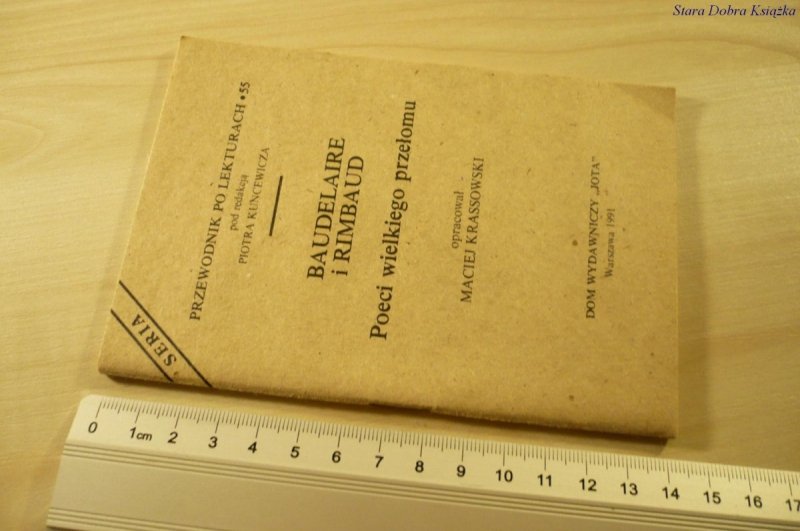 Stara Dobra Książka
SERIA
PRZEWODNIK PO LEKTURACH • 55
pod redakcją
PIOTRA KUNCEWICZA
BAUDELAIRE
i RIMBAUD
Poeci wielkiego przełomu
opracował
MACIEJ KRASSOWSKI
DOM WYDAWNICZY „JOTA”
Warszawa 1991
0 1cm 2 3 4 5 6 7 8 9 10 11 12 13 14 15 16 17